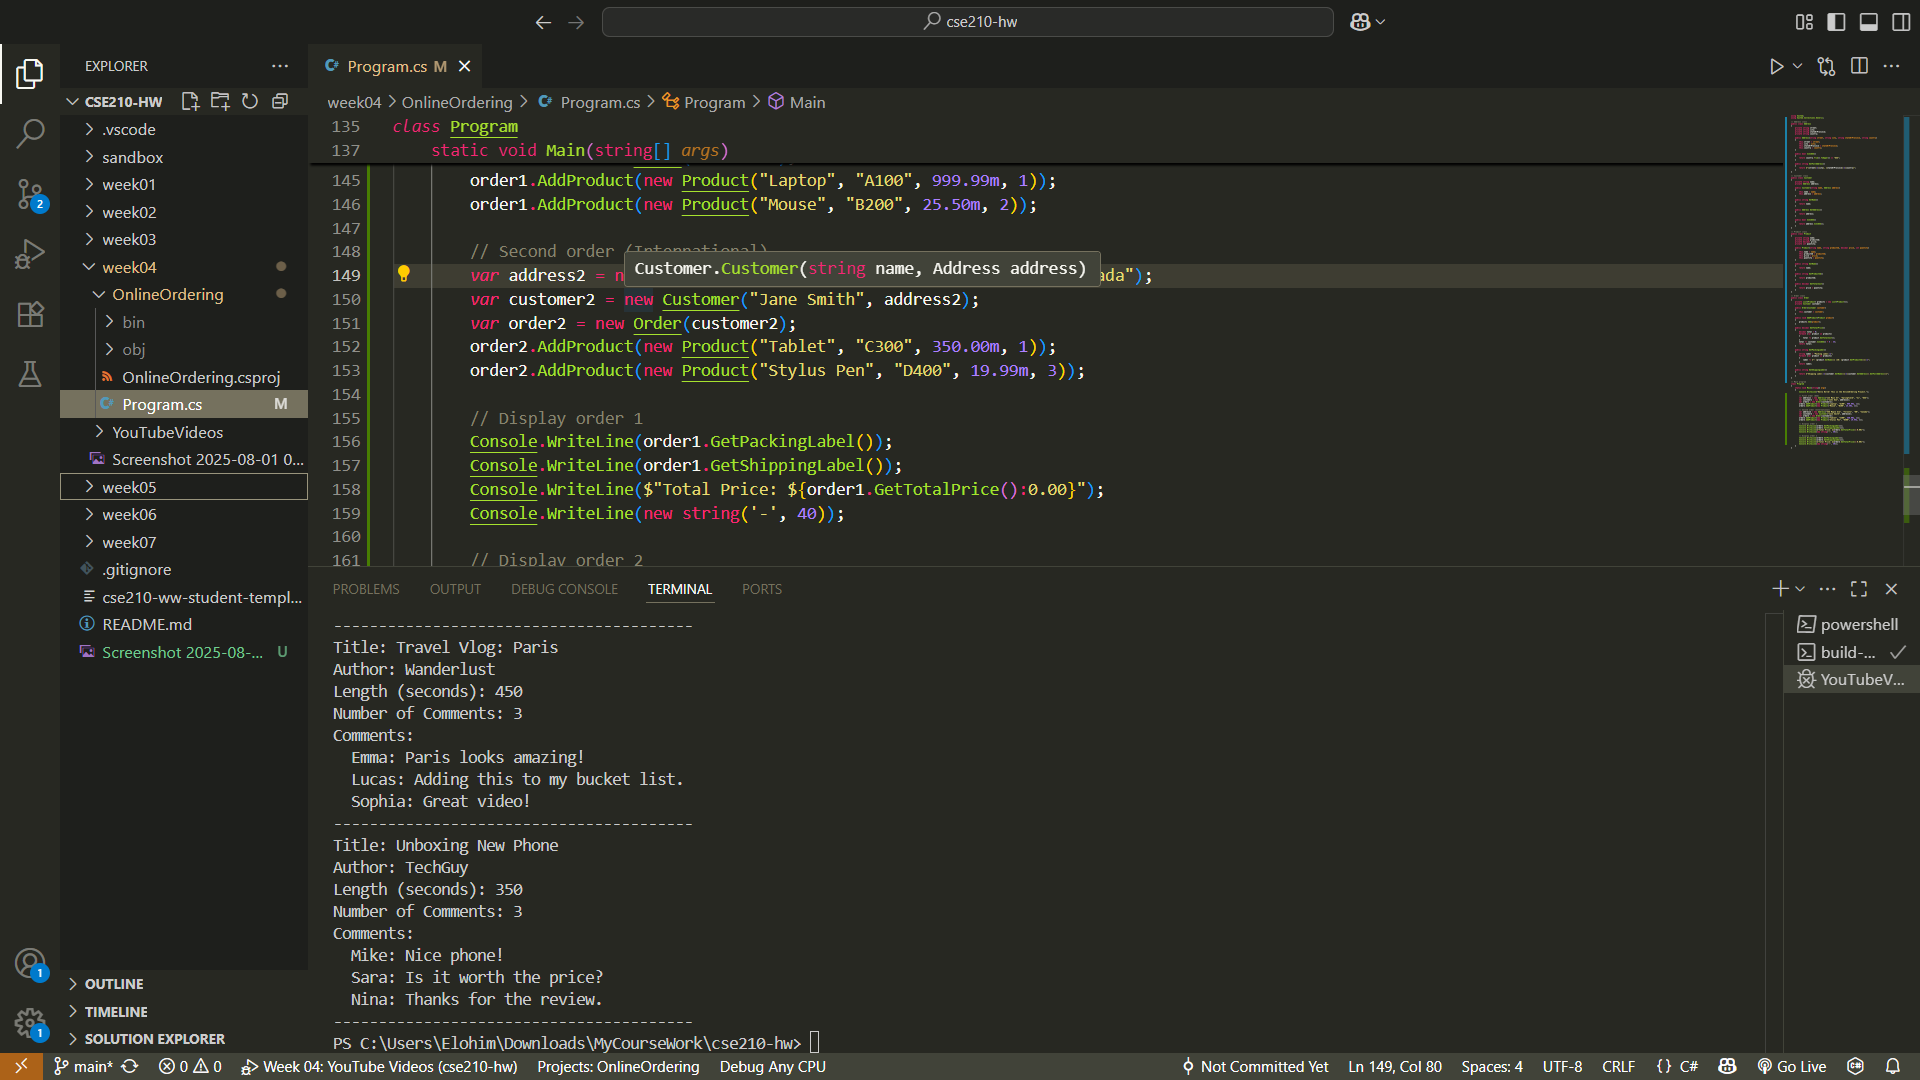 cse210-hw
EXPLORER
Program.cs M
CSE210-HW
.vscode
sandbox
week01
week02
week03
week04
OnlineOrdering
bin
obj
OnlineOrdering.csproj
Program.cs M
YouTubeVideos
Screenshot 2025-08-01 0...
week05
week06
week07
.gitignore
cse210-ww-student-templ...
README.md
Screenshot 2025-08-... U
OUTLINE
TIMELINE
SOLUTION EXPLORER
2
1
1
week04 > OnlineOrdering > Program.cs > Program > Main
135 class Program
137 static void Main(string[] args)
145 order1.AddProduct(new Product("Laptop", "A100", 999.99m, 1));
146 order1.AddProduct(new Product("Mouse", "B200", 25.50m, 2));
147
148 // Second order (International)
Customer.Customer(string name, Address address)
149 var address2 = n ada");
150 var customer2 = new Customer("Jane Smith", address2);
151 var order2 = new Order(customer2);
152 order2.AddProduct(new Product("Tablet", "C300", 350.00m, 1));
153 order2.AddProduct(new Product("Stylus Pen", "D400", 19.99m, 3));
154
155 // Display order 1
156 Console.WriteLine(order1.GetPackingLabel());
157 Console.WriteLine(order1.GetShippingLabel());
158 Console.WriteLine($"Total Price: ${order1.GetTotalPrice():0.00}");
159 Console.WriteLine(new string('-', 40));
160
161 // Display order 2
PROBLEMS OUTPUT DEBUG CONSOLE TERMINAL PORTS
----------------------------------------
Title: Travel Vlog: Paris
Author: Wanderlust
Length (seconds): 450
Number of Comments: 3
Comments:
Emma: Paris looks amazing!
Lucas: Adding this to my bucket list.
Sophia: Great video!
----------------------------------------
Title: Unboxing New Phone
Author: TechGuy
Length (seconds): 350
Number of Comments: 3
Comments:
Mike: Nice phone!
Sara: Is it worth the price?
Nina: Thanks for the review.
----------------------------------------
PS C:\Users\Elohim\Downloads\MyCourseWork\cse210-hw>
powershell
build-...
YouTubeV...
main* 0 0 Week 04: YouTube Videos (cse210-hw) Projects: OnlineOrdering Debug Any CPU Not Committed Yet Ln 149, Col 80 Spaces: 4 UTF-8 CRLF {} C# Go Live